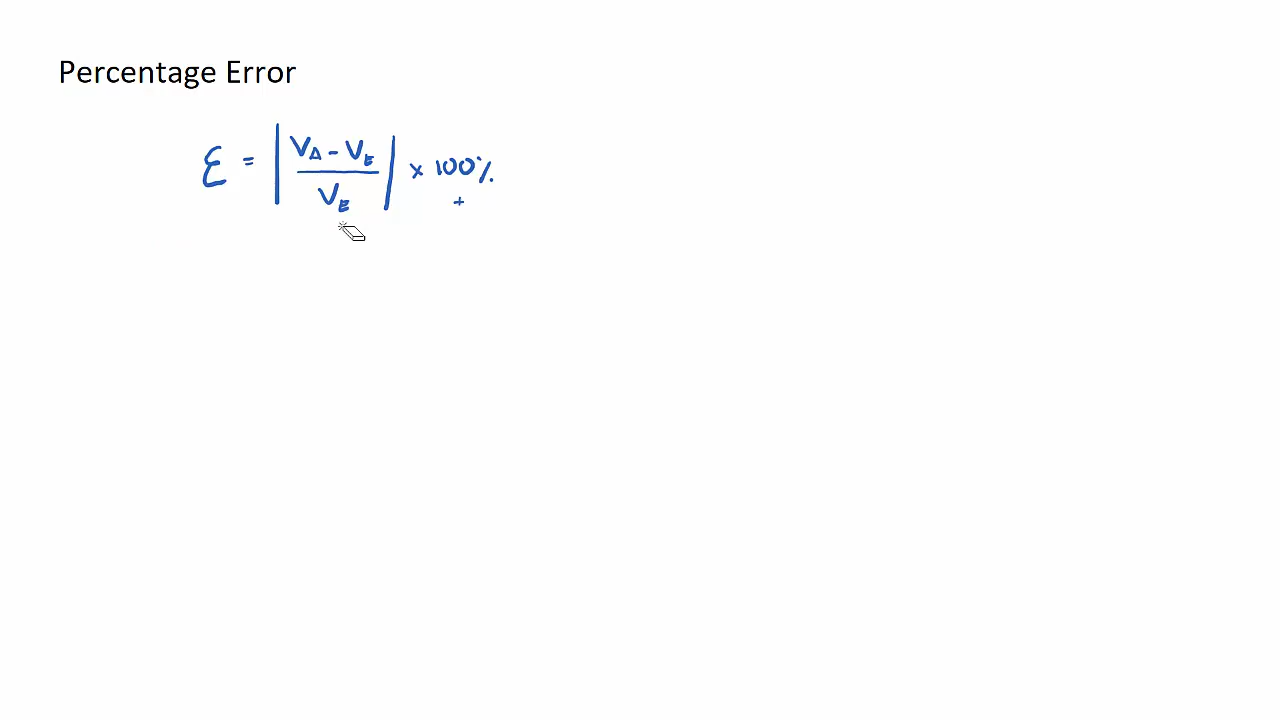 Percentage Error
ε = | (V_A - V_E) / V_E | × 100%
+